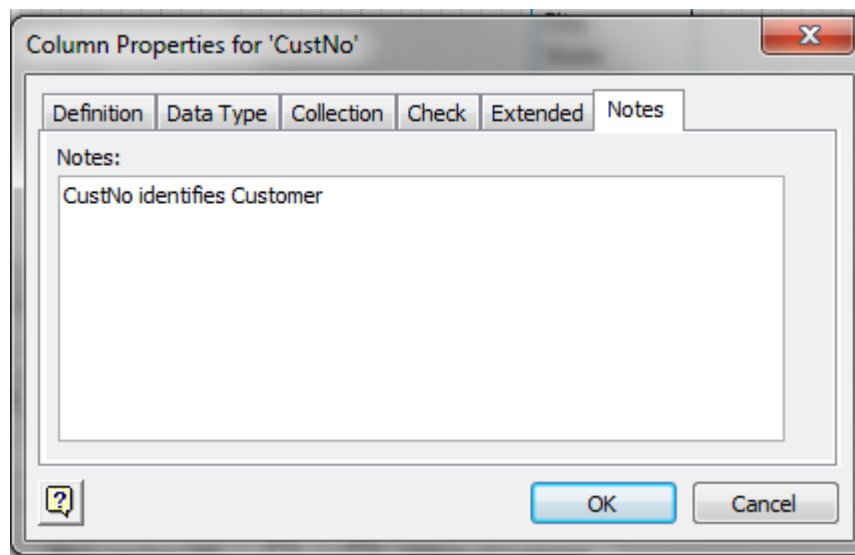 Column Properties for 'CustNo'
Definition Data Type Collection Check Extended Notes
Notes:
CustNo identifies Customer
OK Cancel